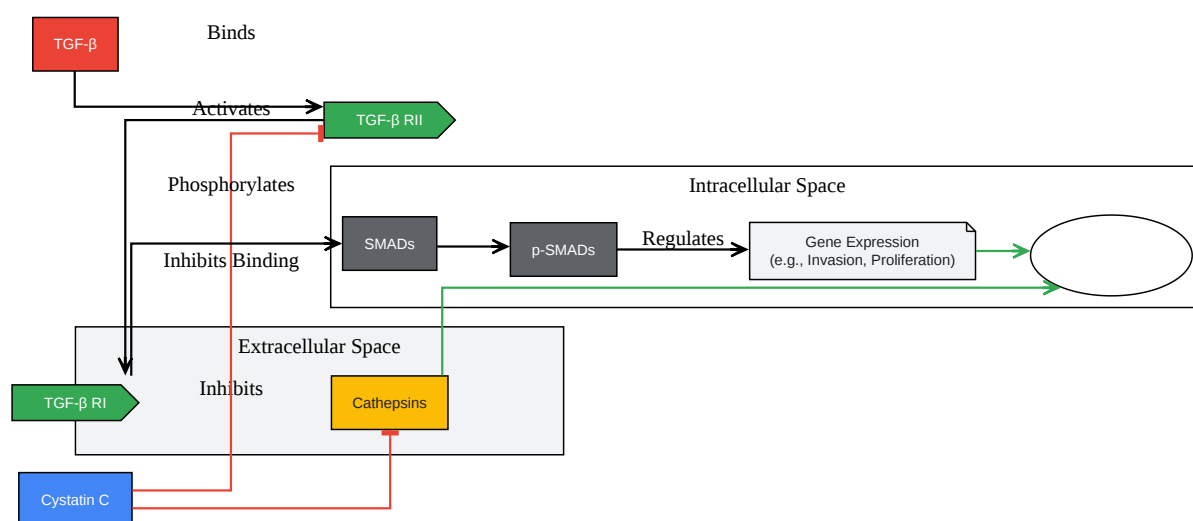 TGF-β
Binds
Activates
TGF-β RII
Phosphorylates
Intracellular Space
SMADs
p-SMADs
Regulates
Gene Expression
(e.g., Invasion, Proliferation)
Inhibits Binding
Extracellular Space
Inhibits
Cathepsins
TGF-β RI
Cystatin C